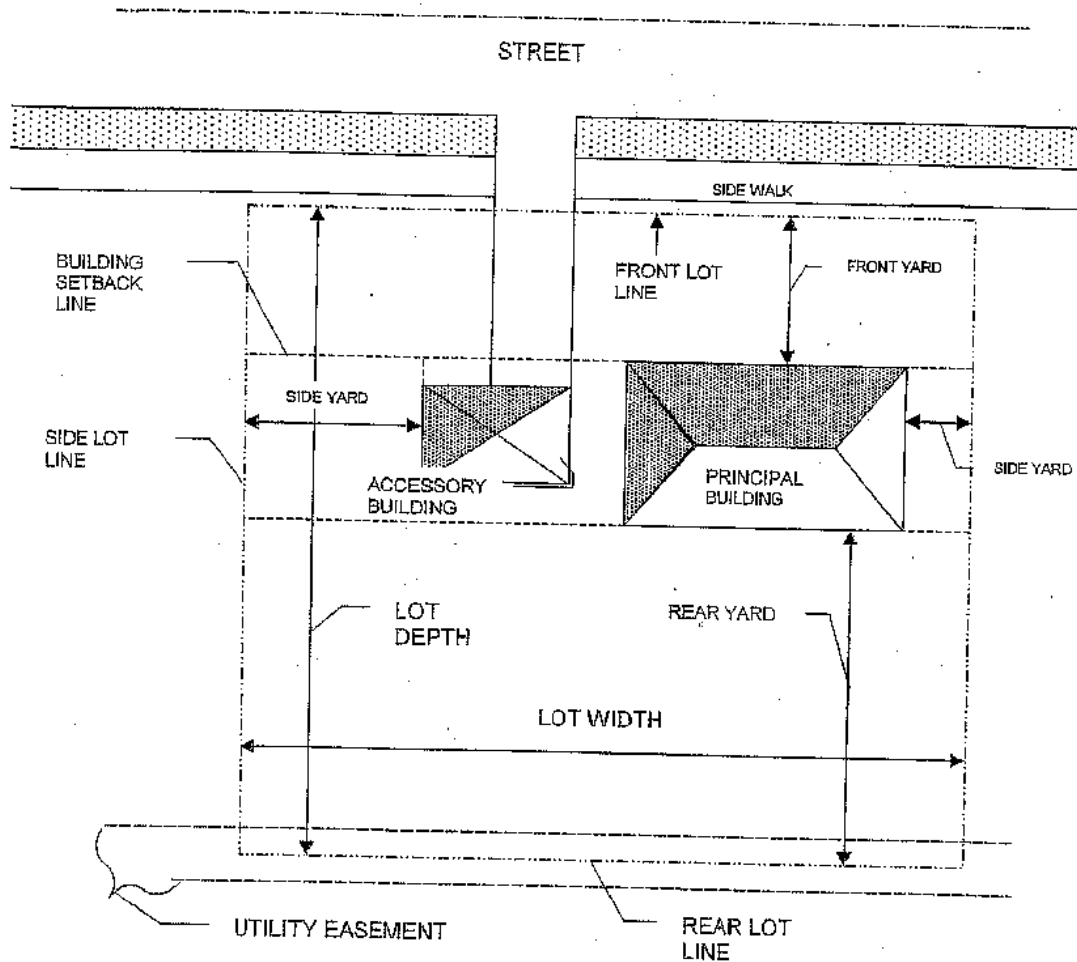 STREET
SIDE WALK
BUILDING
SETBACK
LINE
FRONT LOT
LINE
FRONT YARD
SIDE YARD
SIDE LOT
LINE
ACCESSORY
BUILDING
PRINCIPAL
BUILDING
SIDE YARD
LOT
DEPTH
REAR YARD
LOT WIDTH
UTILITY EASEMENT
REAR LOT
LINE